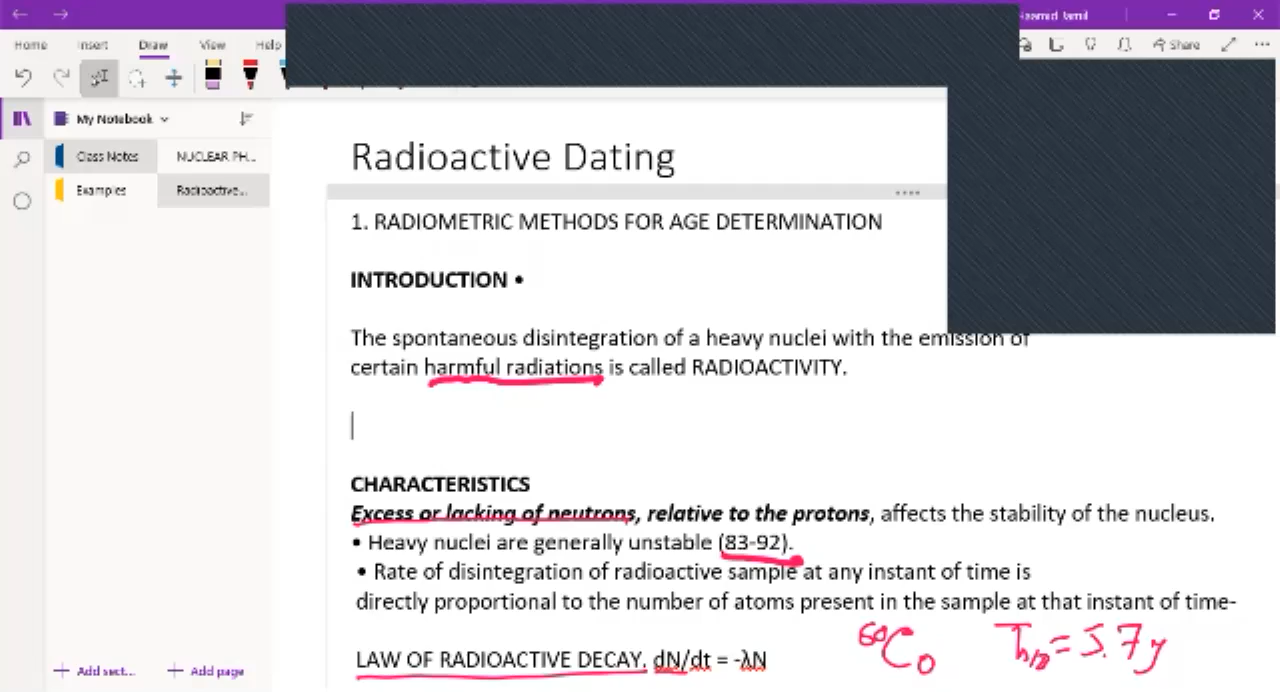 Jamil
Home Insert Draw View Help
Share
My Notebook
Class Notes NUCLEAR PH...
Examples Radioactive...
Radioactive Dating
1. RADIOMETRIC METHODS FOR AGE DETERMINATION
INTRODUCTION •
The spontaneous disintegration of a heavy nuclei with the emission of
certain harmful radiations is called RADIOACTIVITY.
CHARACTERISTICS
Excess or lacking of neutrons, relative to the protons, affects the stability of the nucleus.
• Heavy nuclei are generally unstable (83-92).
• Rate of disintegration of radioactive sample at any instant of time is
directly proportional to the number of atoms present in the sample at that instant of time-
⁶⁰Co T₁/₂ = 5.7y
LAW OF RADIOACTIVE DECAY. dN/dt = -λN
+ Add sect... + Add page